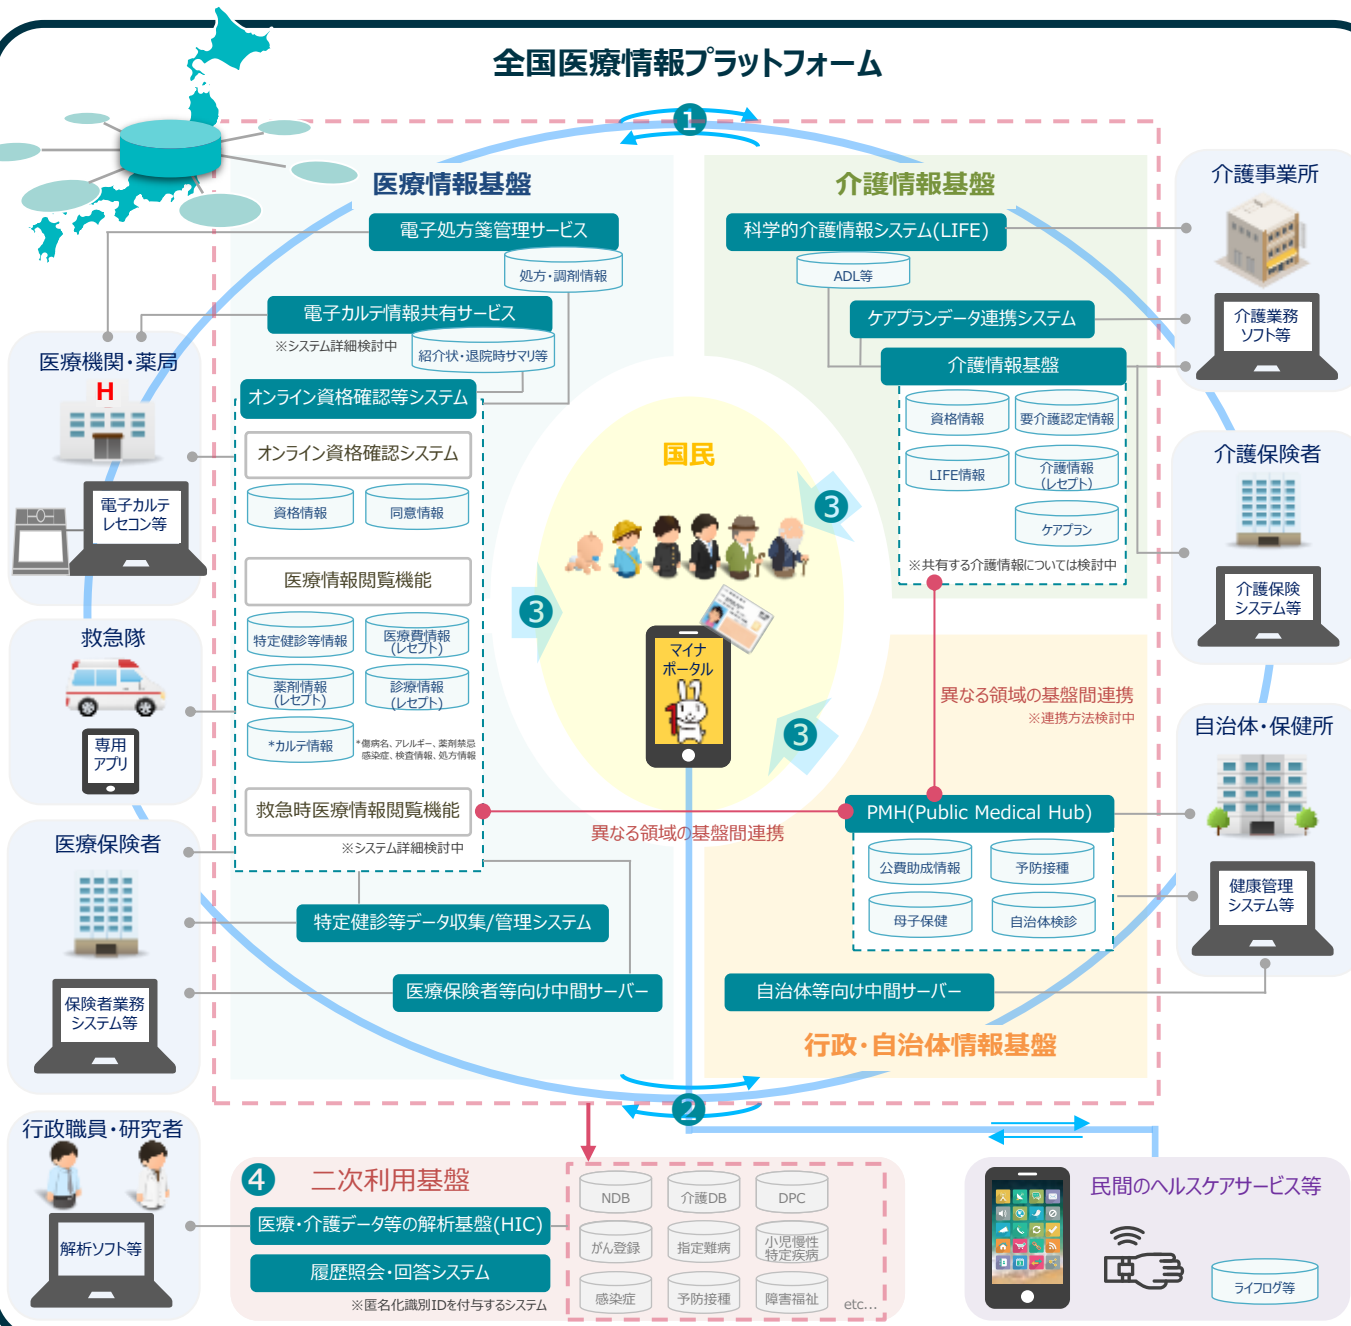 全国医療情報プラットフォーム
1
医療情報基盤
電子処方箋管理サービス
処方・調剤情報
電子カルテ情報共有サービス
※システム詳細検討中
紹介状・退院時サマリ等
オンライン資格確認等システム
オンライン資格確認システム
資格情報
同意情報
医療情報閲覧機能
特定健診等情報
医療費情報
(レセプト)
薬剤情報
(レセプト)
診療情報
(レセプト)
*カルテ情報
*傷病名、アレルギー、薬剤禁忌
感染症、検査情報、処方情報
救急時医療情報閲覧機能
※システム詳細検討中
特定健診等データ収集/管理システム
医療保険者等向け中間サーバー
介護情報基盤
科学的介護情報システム(LIFE)
ADL等
ケアプランデータ連携システム
介護情報基盤
資格情報
要介護認定情報
LIFE情報
介護情報
(レセプト)
ケアプラン
※共有する介護情報については検討中
国民
3
3
3
マイナ
ポータル
異なる領域の基盤間連携
※連携方法検討中
異なる領域の基盤間連携
PMH(Public Medical Hub)
公費助成情報
予防接種
母子保健
自治体検診
自治体等向け中間サーバー
行政・自治体情報基盤
2
医療機関・薬局
H
電子カルテ
レセコン等
救急隊
専用
アプリ
医療保険者
保険者業務
システム等
行政職員・研究者
解析ソフト等
介護事業所
介護業務
ソフト等
介護保険者
介護保険
システム等
自治体・保健所
健康管理
システム等
4
二次利用基盤
医療・介護データ等の解析基盤(HIC)
履歴照会・回答システム
※匿名化識別IDを付与するシステム
NDB
介護DB
DPC
がん登録
指定難病
小児慢性
特定疾病
感染症
予防接種
障害福祉
etc...
民間のヘルスケアサービス等
ライフログ等